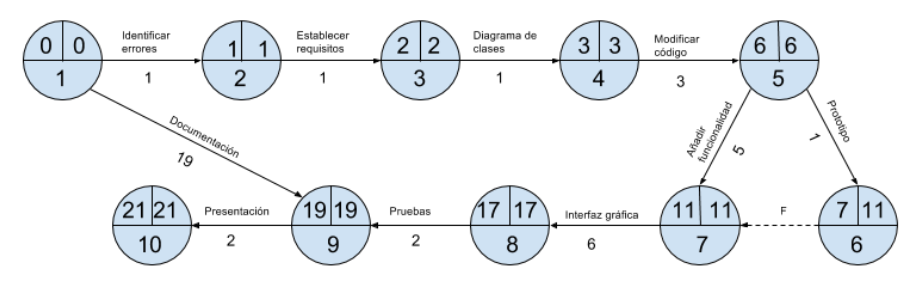 0 0
1
Identificar
errores
1
1 1
2
Establecer
requisitos
1
2 2
3
Diagrama de
clases
1
3 3
4
Modificar
código
3
6 6
5
Documentación
19
Añadir
funcionalidad
5
Prototipo
1
21 21
10
Presentación
2
19 19
9
Pruebas
2
17 17
8
Interfaz gráfica
6
11 11
7
F
7 11
6